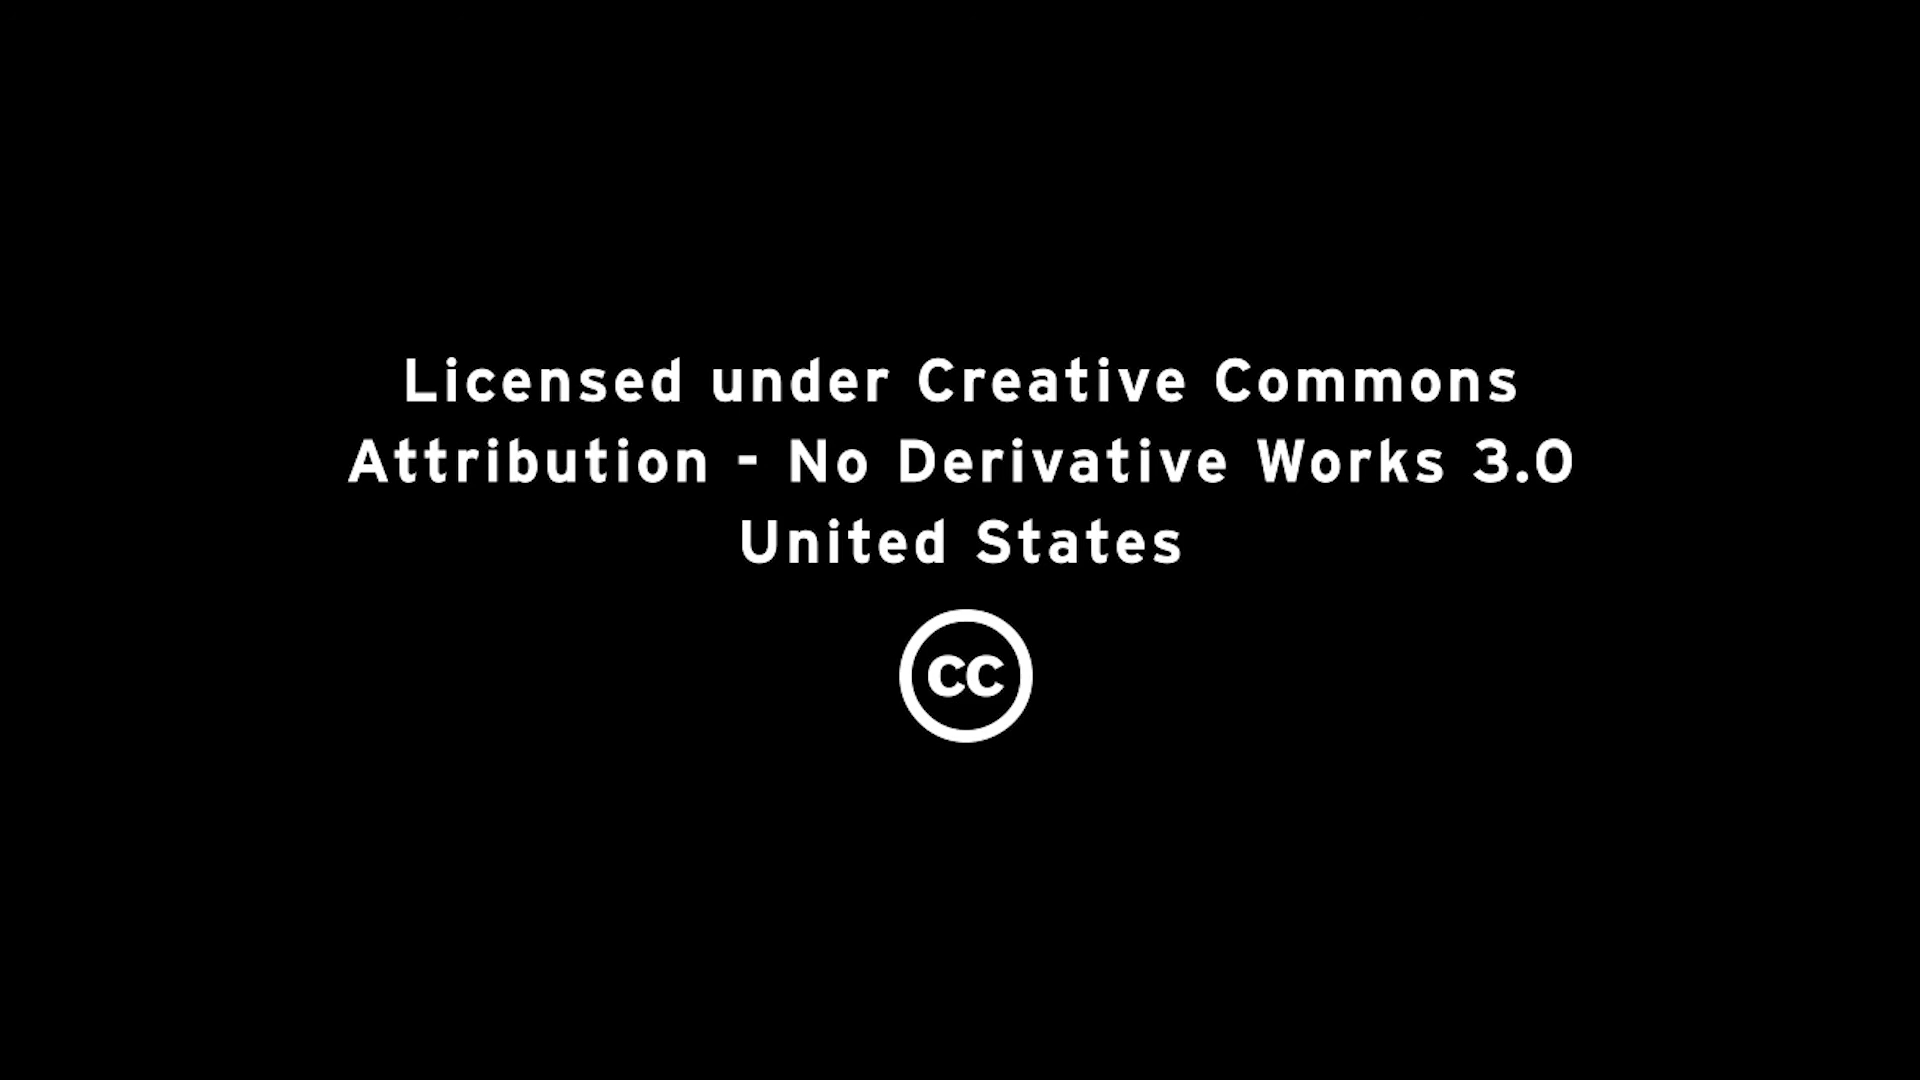 Licensed under Creative Commons
Attribution - No Derivative Works 3.0
United States
cc